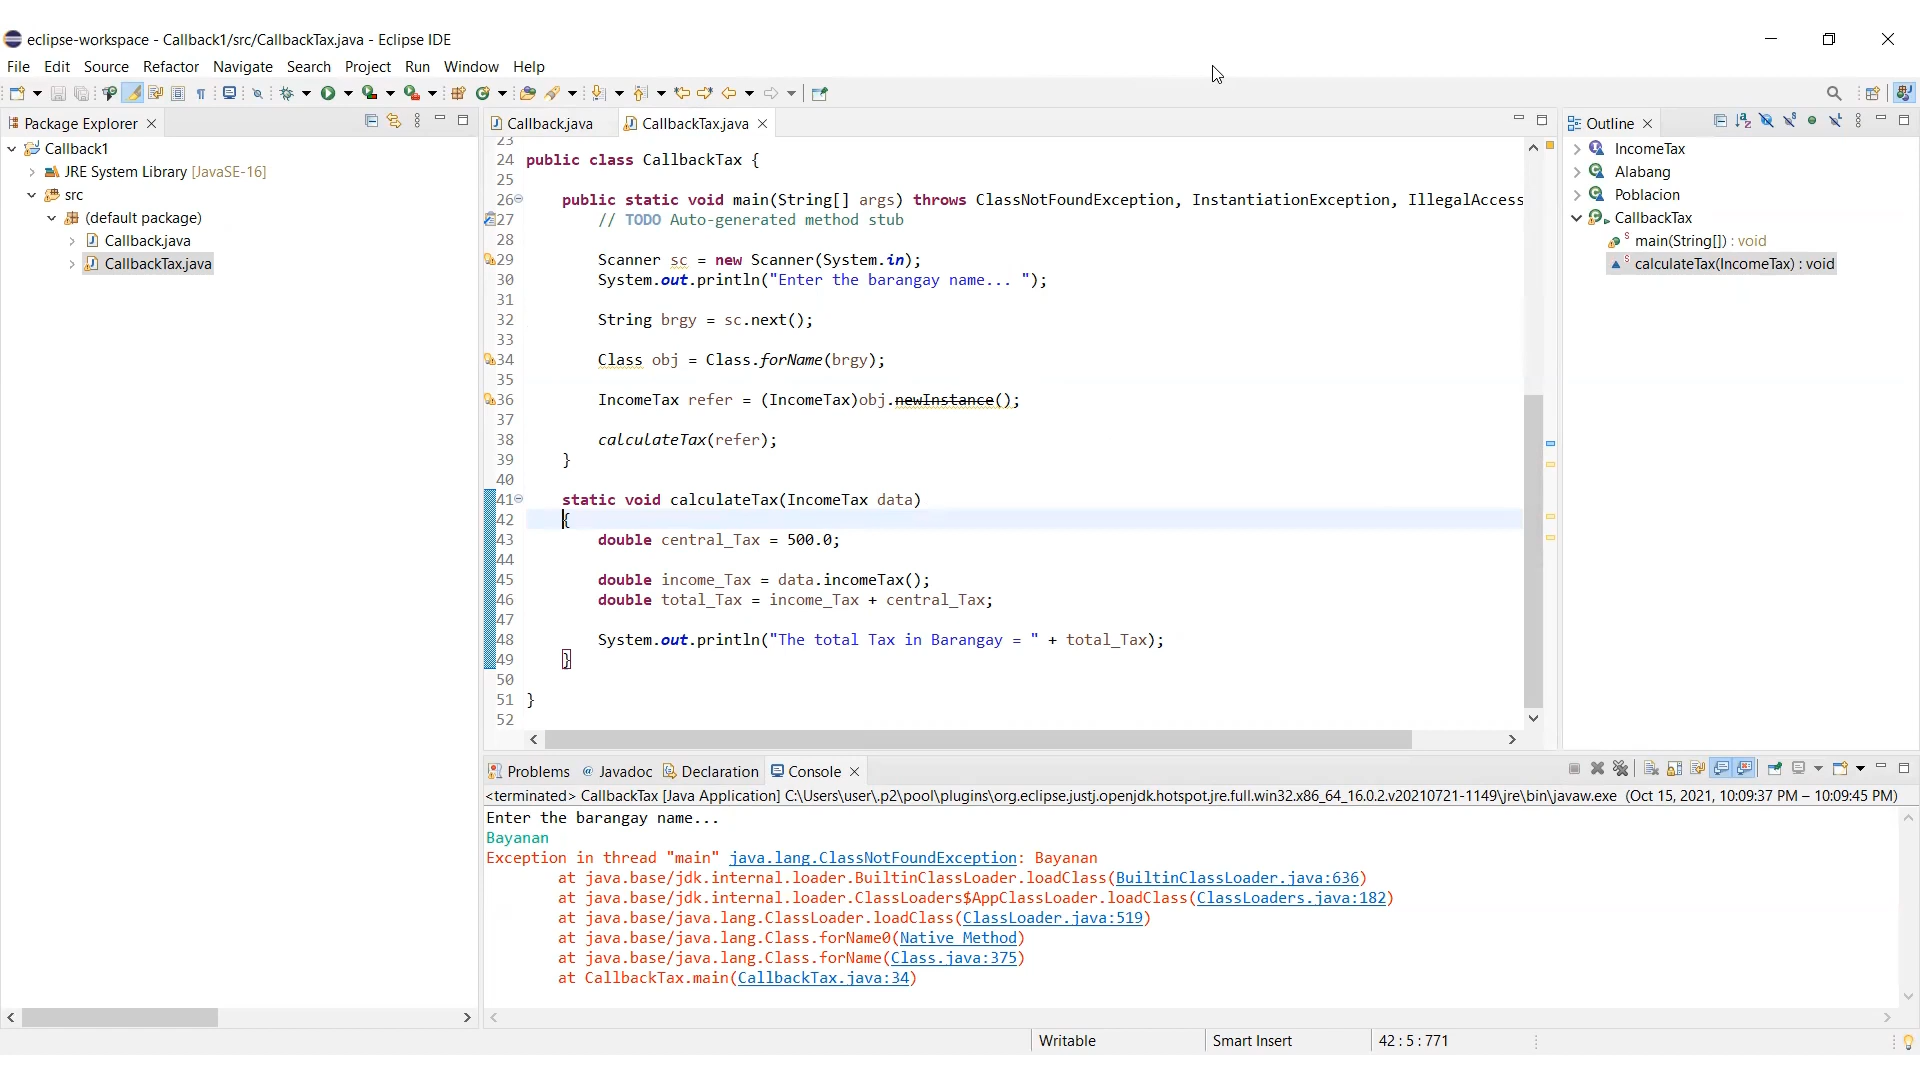 eclipse-workspace - Callback1/src/CallbackTax.java - Eclipse IDE
File Edit Source Refactor Navigate Search Project Run Window Help
Package Explorer
Callback1
JRE System Library [JavaSE-16]
src
(default package)
Callback.java
CallbackTax.java
Callback.java CallbackTax.java
23
24 public class CallbackTax {
25
26 public static void main(String[] args) throws ClassNotFoundException, InstantiationException, IllegalAccess
27 // TODO Auto-generated method stub
28
29 Scanner sc = new Scanner(System.in);
30 System.out.println("Enter the barangay name... ");
31
32 String brgy = sc.next();
33
34 Class obj = Class.forName(brgy);
35
36 IncomeTax refer = (IncomeTax)obj.newInstance();
37
38 calculateTax(refer);
39 }
40
41 static void calculateTax(IncomeTax data)
42 {
43 double central_Tax = 500.0;
44
45 double income_Tax = data.incomeTax();
46 double total_Tax = income_Tax + central_Tax;
47
48 System.out.println("The total Tax in Barangay = " + total_Tax);
49 }
50
51 }
52
Outline
IncomeTax
Alabang
Poblacion
CallbackTax
main(String[]) : void
calculateTax(IncomeTax) : void
Problems @ Javadoc Declaration Console
<terminated> CallbackTax [Java Application] C:\Users\user\.p2\pool\plugins\org.eclipse.justj.openjdk.hotspot.jre.full.win32.x86_64_16.0.2.v20210721-1149\jre\bin\javaw.exe (Oct 15, 2021, 10:09:37 PM – 10:09:45 PM)
Enter the barangay name...
Bayanan
Exception in thread "main" java.lang.ClassNotFoundException: Bayanan
at java.base/jdk.internal.loader.BuiltinClassLoader.loadClass(BuiltinClassLoader.java:636)
at java.base/jdk.internal.loader.ClassLoaders$AppClassLoader.loadClass(ClassLoaders.java:182)
at java.base/java.lang.ClassLoader.loadClass(ClassLoader.java:519)
at java.base/java.lang.Class.forName0(Native Method)
at java.base/java.lang.Class.forName(Class.java:375)
at CallbackTax.main(CallbackTax.java:34)
Writable Smart Insert 42 : 5 : 771